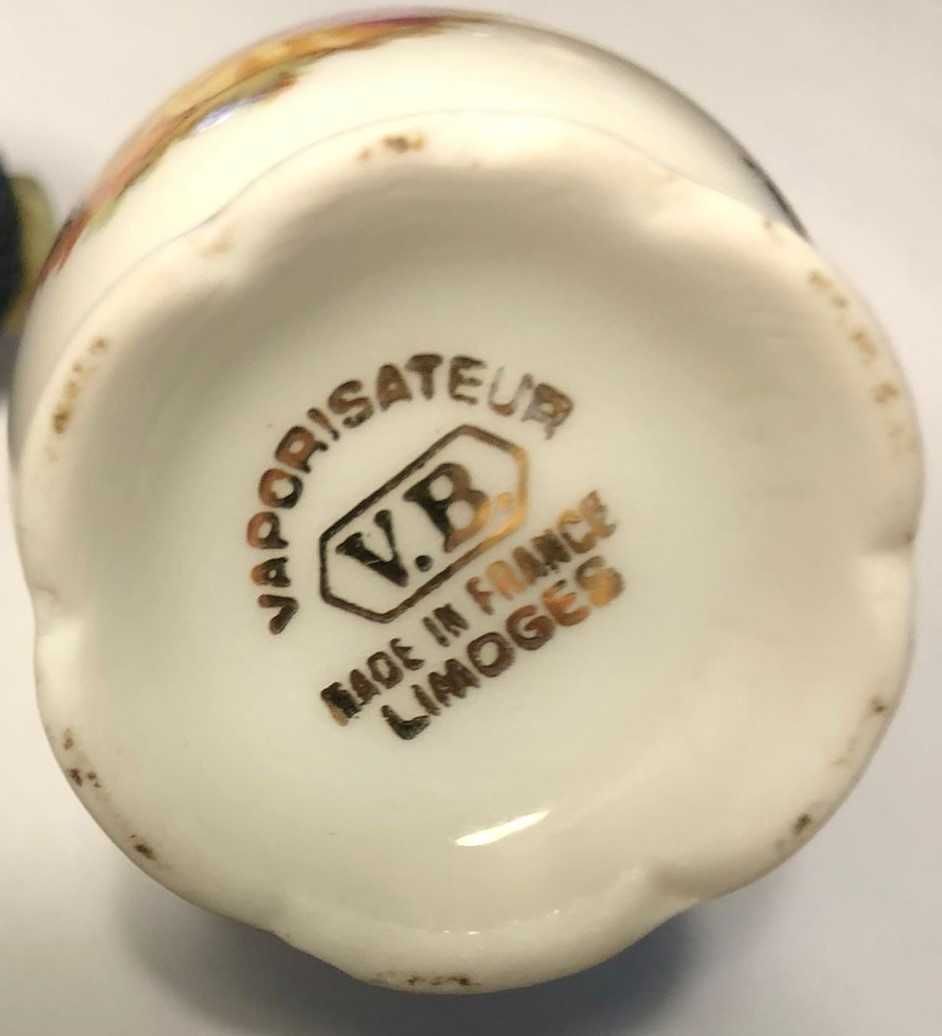 VAPORISATEUR
V.B.
MADE IN FRANCE
LIMOGES